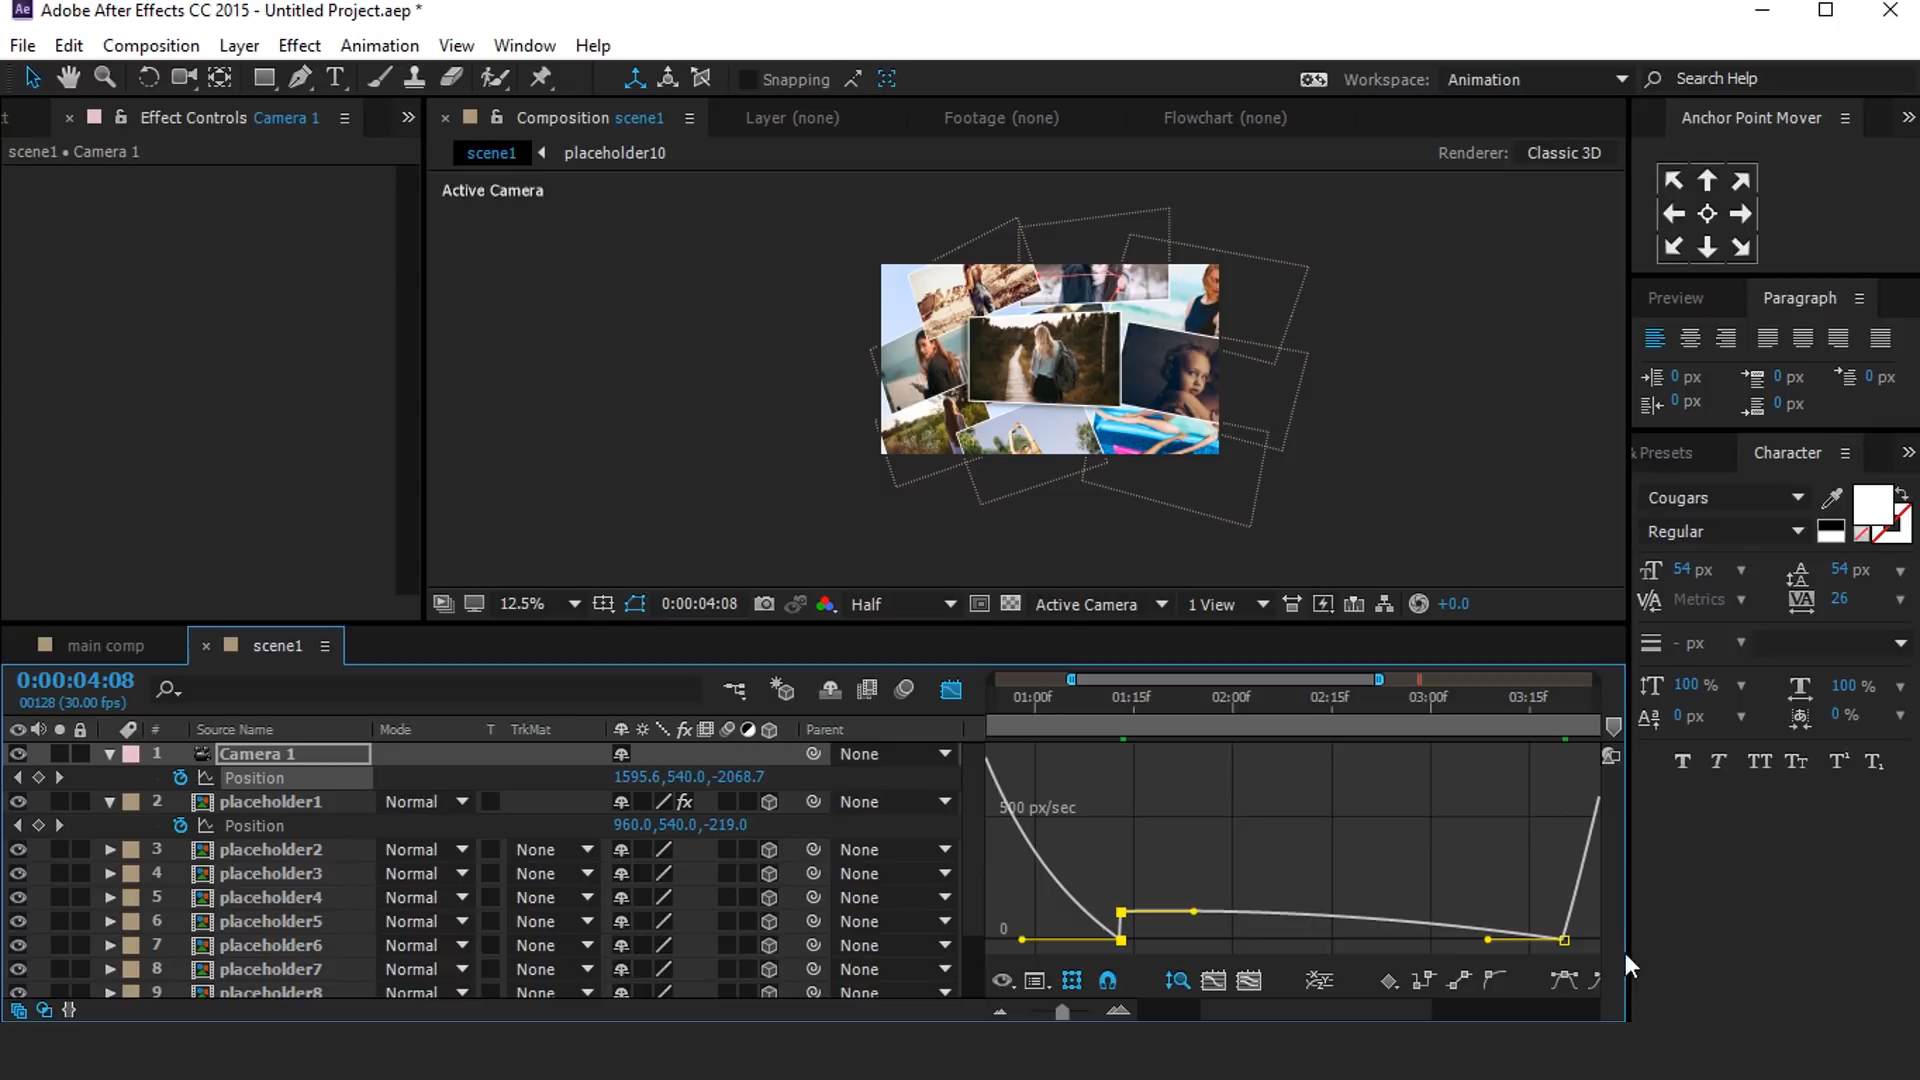 Ae Adobe After Effects CC 2015 - Untitled Project.aep *
File Edit Composition Layer Effect Animation View Window Help
T Snapping Workspace: Animation Search Help
Effect Controls Camera 1 Composition scene1 Layer (none) Footage (none) Flowchart (none) Anchor Point Mover
scene1 • Camera 1 scene1 placeholder10 Renderer: Classic 3D
Active Camera
Preview Paragraph
0 px 0 px 0 px
0 px 0 px
& Presets Character
Cougars
Regular
54 px 54 px
Metrics 26
- px
100 % 100 %
0 px 0 %
T T TT Tt T¹ T₁
12.5% 0:00:04:08 Half Active Camera 1 View +0.0
main comp scene1
0:00:04:08
00128 (30.00 fps)
01:00f 01:15f 02:00f 02:15f 03:00f 03:15f
# Source Name Mode T TrkMat fx Parent
1 Camera 1 None
Position 1595.6,540.0,-2068.7
2 placeholder1 Normal fx None
Position 960.0,540.0,-219.0
3 placeholder2 Normal None None
4 placeholder3 Normal None None
5 placeholder4 Normal None None
6 placeholder5 Normal None None
7 placeholder6 Normal None None
8 placeholder7 Normal None None
9 placeholder8 Normal None None
500 px/sec
0